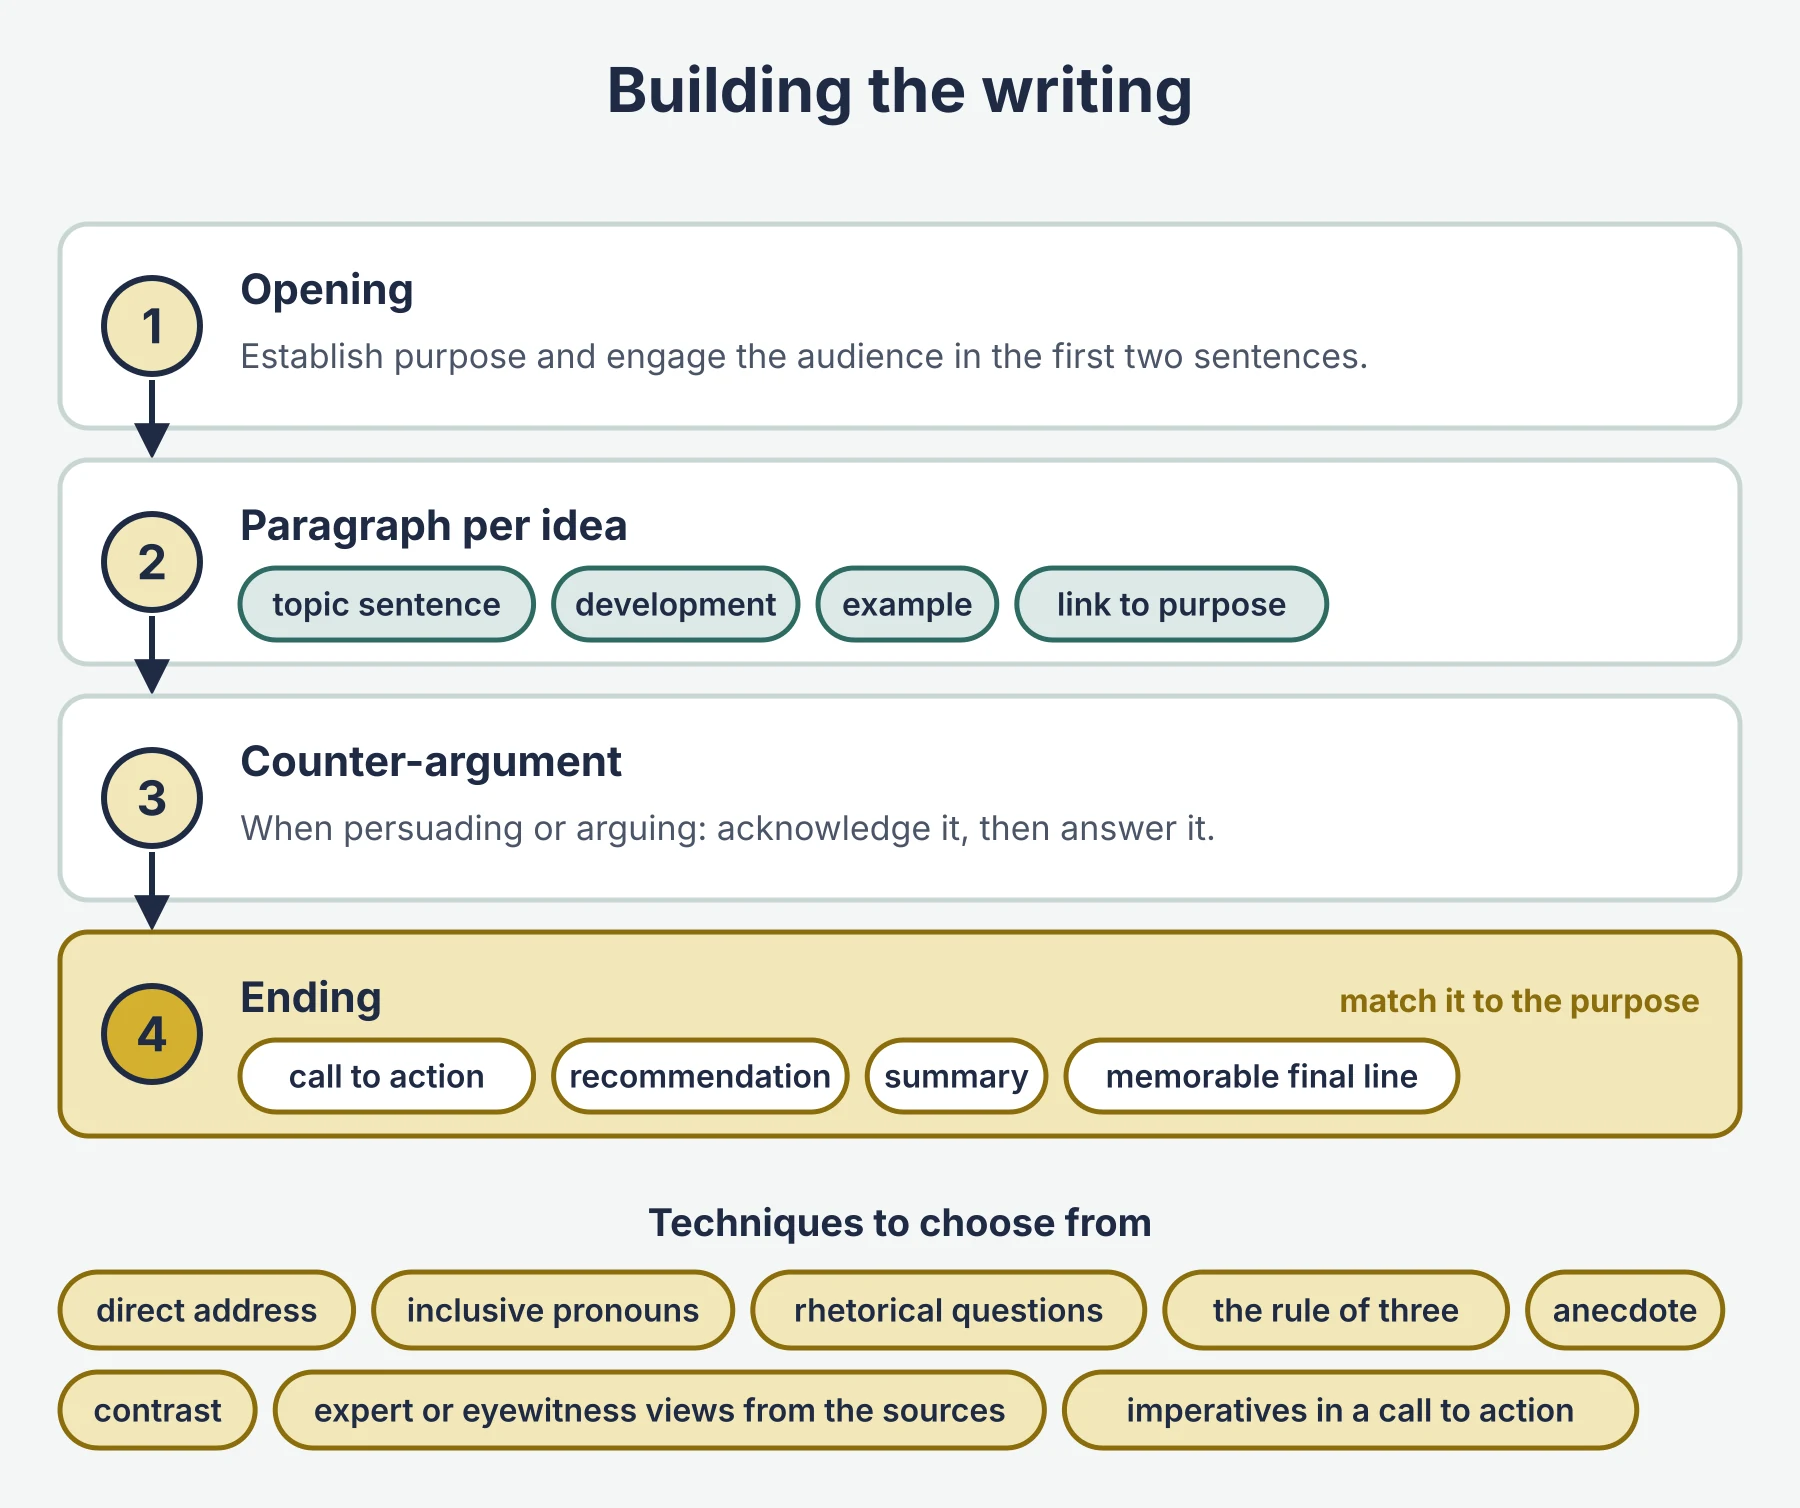 Building the writing
1
Opening
Establish purpose and engage the audience in the first two sentences.
2
Paragraph per idea
topic sentence
development
example
link to purpose
3
Counter-argument
When persuading or arguing: acknowledge it, then answer it.
4
Ending
match it to the purpose
call to action
recommendation
summary
memorable final line
Techniques to choose from
direct address
inclusive pronouns
rhetorical questions
the rule of three
anecdote
contrast
expert or eyewitness views from the sources
imperatives in a call to action